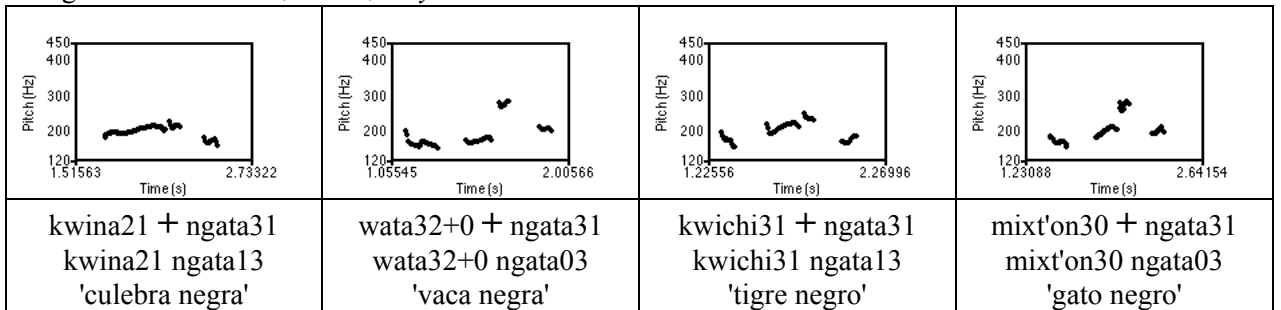 450 450 450 450
400 400 400 400
300 300 300 300
200 200 200 200
120 120 120 120
Pitch (Hz) Pitch (Hz) Pitch (Hz) Pitch (Hz)
1.51563 2.73322 1.05545 2.00566 1.22556 2.26996 1.23088 2.64154
Time (s) Time (s) Time (s) Time (s)
kwina21 + ngata31 wata32+0 + ngata31 kwichi31 + ngata31 mixt'on30 + ngata31
kwina21 ngata13 wata32+0 ngata03 kwichi31 ngata13 mixt'on30 ngata03
'culebra negra' 'vaca negra' 'tigre negro' 'gato negro'